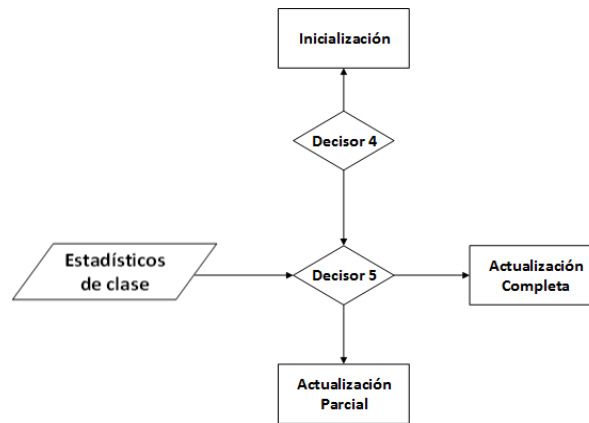 Inicialización
Decisor 4
Estadísticos
de clase
Decisor 5
Actualización
Completa
Actualización
Parcial